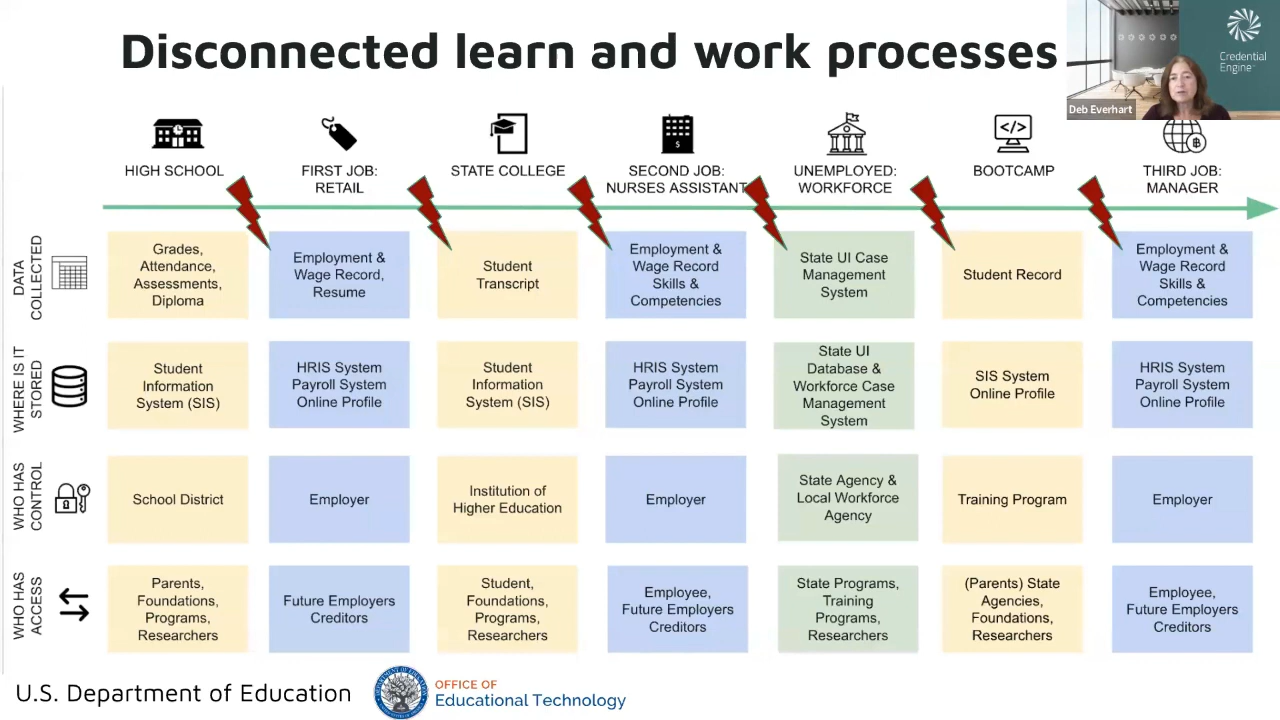 Disconnected learn and work processes
Credential
Engine
Deb Everhart
HIGH SCHOOL
FIRST JOB:
RETAIL
STATE COLLEGE
SECOND JOB:
NURSES ASSISTANT
UNEMPLOYED:
WORKFORCE
BOOTCAMP
THIRD JOB:
MANAGER
DATA
COLLECTED
Grades,
Attendance,
Assessments,
Diploma
Employment &
Wage Record,
Resume
Student
Transcript
Employment &
Wage Record
Skills &
Competencies
State UI Case
Management
System
Student Record
Employment &
Wage Record
Skills &
Competencies
WHERE IS IT
STORED
Student
Information
System (SIS)
HRIS System
Payroll System
Online Profile
Student
Information
System (SIS)
HRIS System
Payroll System
Online Profile
State UI
Database &
Workforce Case
Management
System
SIS System
Online Profile
HRIS System
Payroll System
Online Profile
WHO HAS
CONTROL
School District
Employer
Institution of
Higher Education
Employer
State Agency &
Local Workforce
Agency
Training Program
Employer
WHO HAS
ACCESS
Parents,
Foundations,
Programs,
Researchers
Future Employers
Creditors
Student,
Foundations,
Programs,
Researchers
Employee,
Future Employers
Creditors
State Programs,
Training
Programs,
Researchers
(Parents) State
Agencies,
Foundations,
Researchers
Employee,
Future Employers
Creditors
U.S. Department of Education
OFFICE OF
Educational Technology